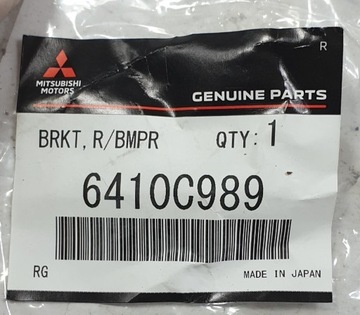 R
MITSUBISHI
MOTORS
GENUINE PARTS
BRKT, R/BMPR QTY: 1
6410C989
RG MADE IN JAPAN